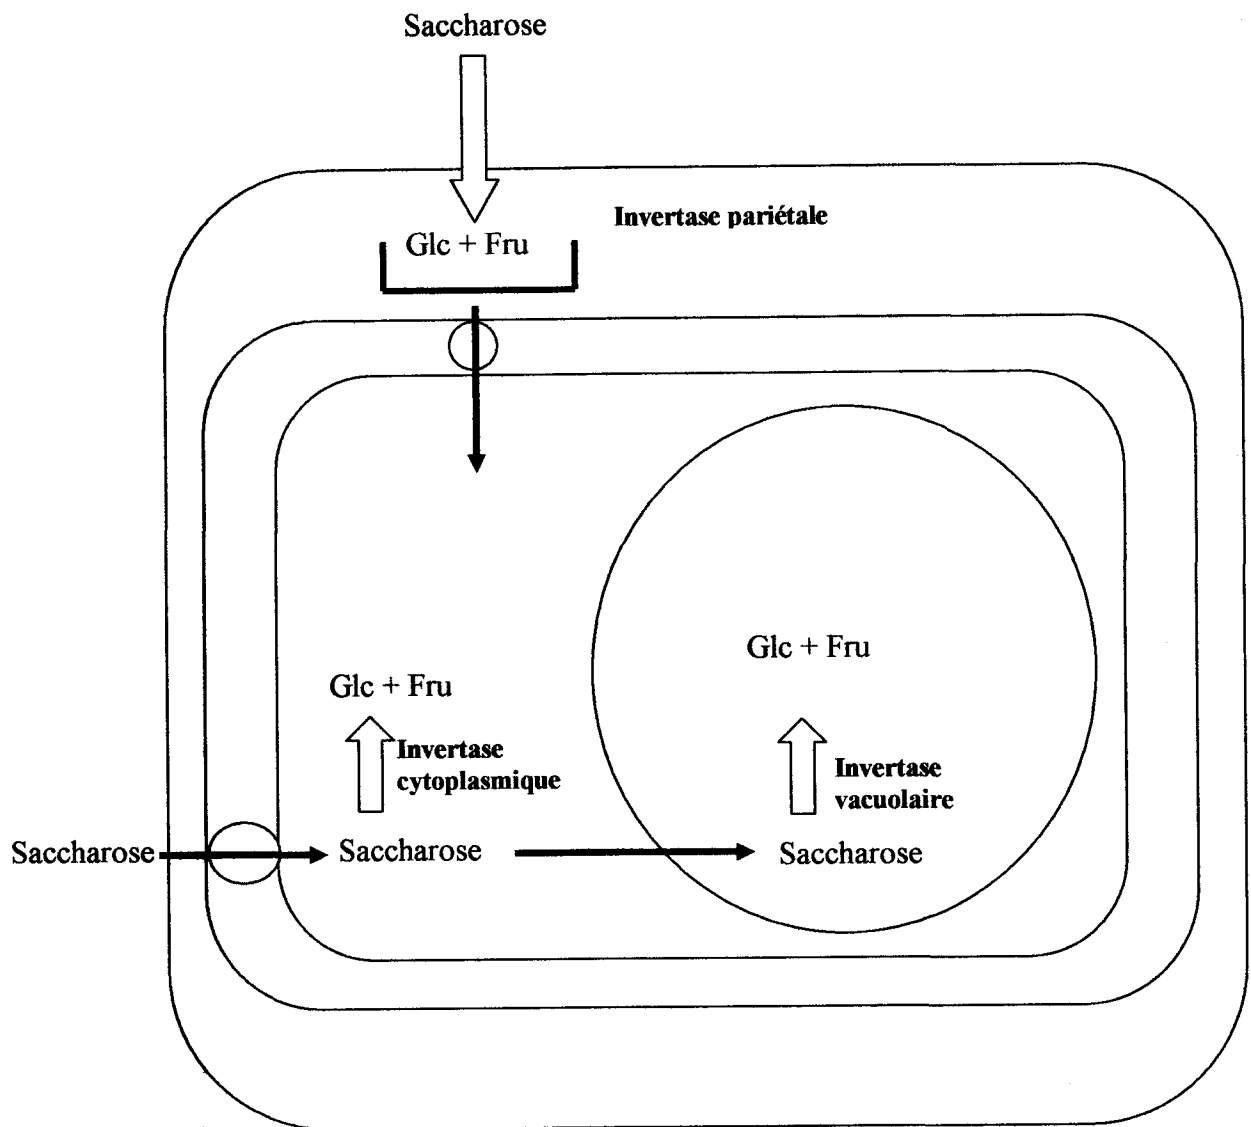 Saccharose
Invertase pariétale
Glc + Fru
Glc + Fru
Glc + Fru
Invertase
cytoplasmique
Invertase
vacuolaire
Saccharose
Saccharose
Saccharose